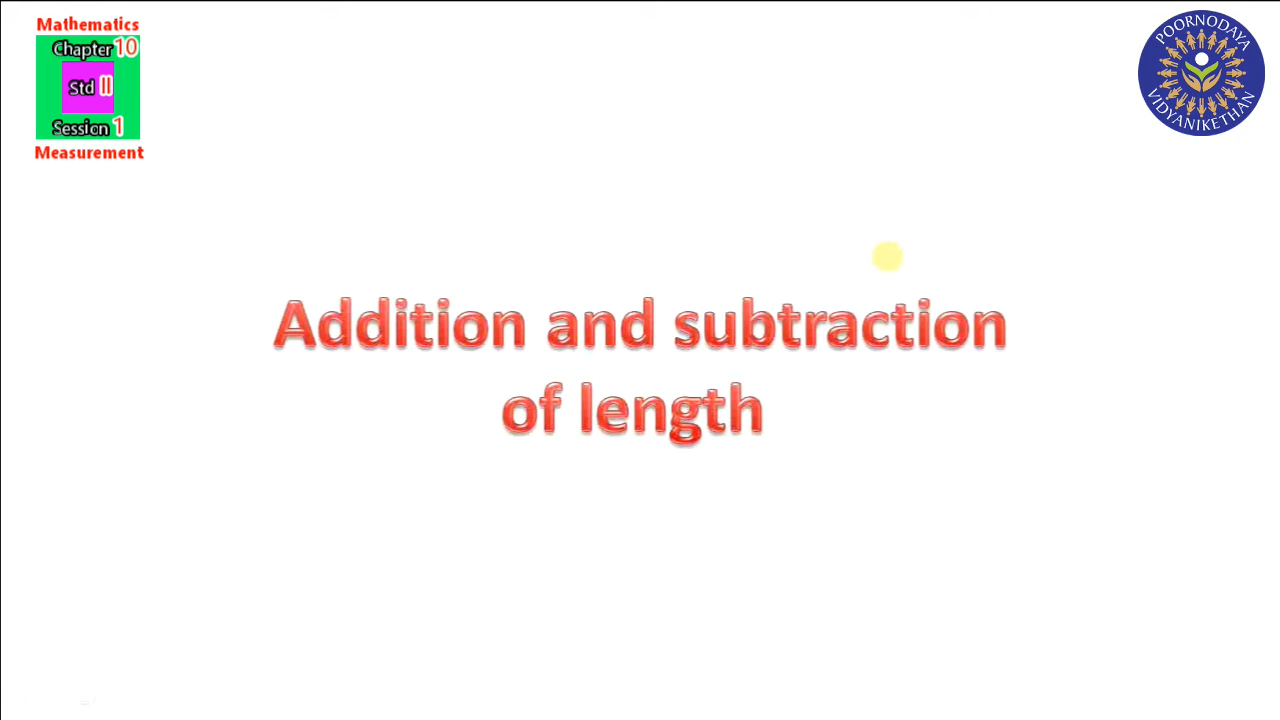 Mathematics
Chapter 10
Std II
Session 1
Measurement
POORNODAYA
VIDYANIKETHAN
Addition and subtraction
of length